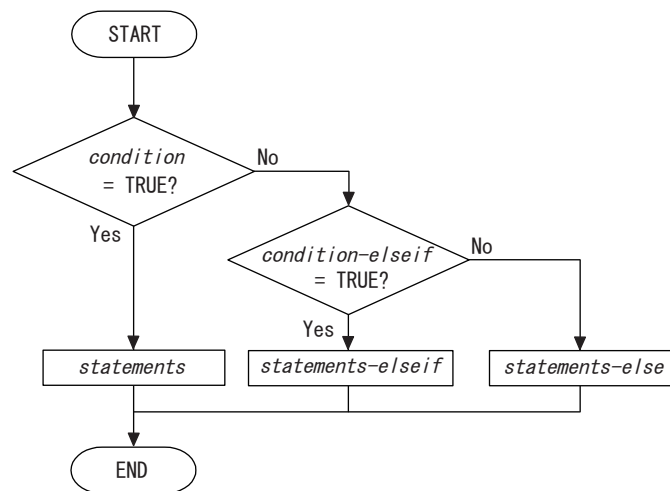 START
condition
= TRUE?
No
Yes
condition-elseif
= TRUE?
No
Yes
statements
statements-elseif
statements-else
END